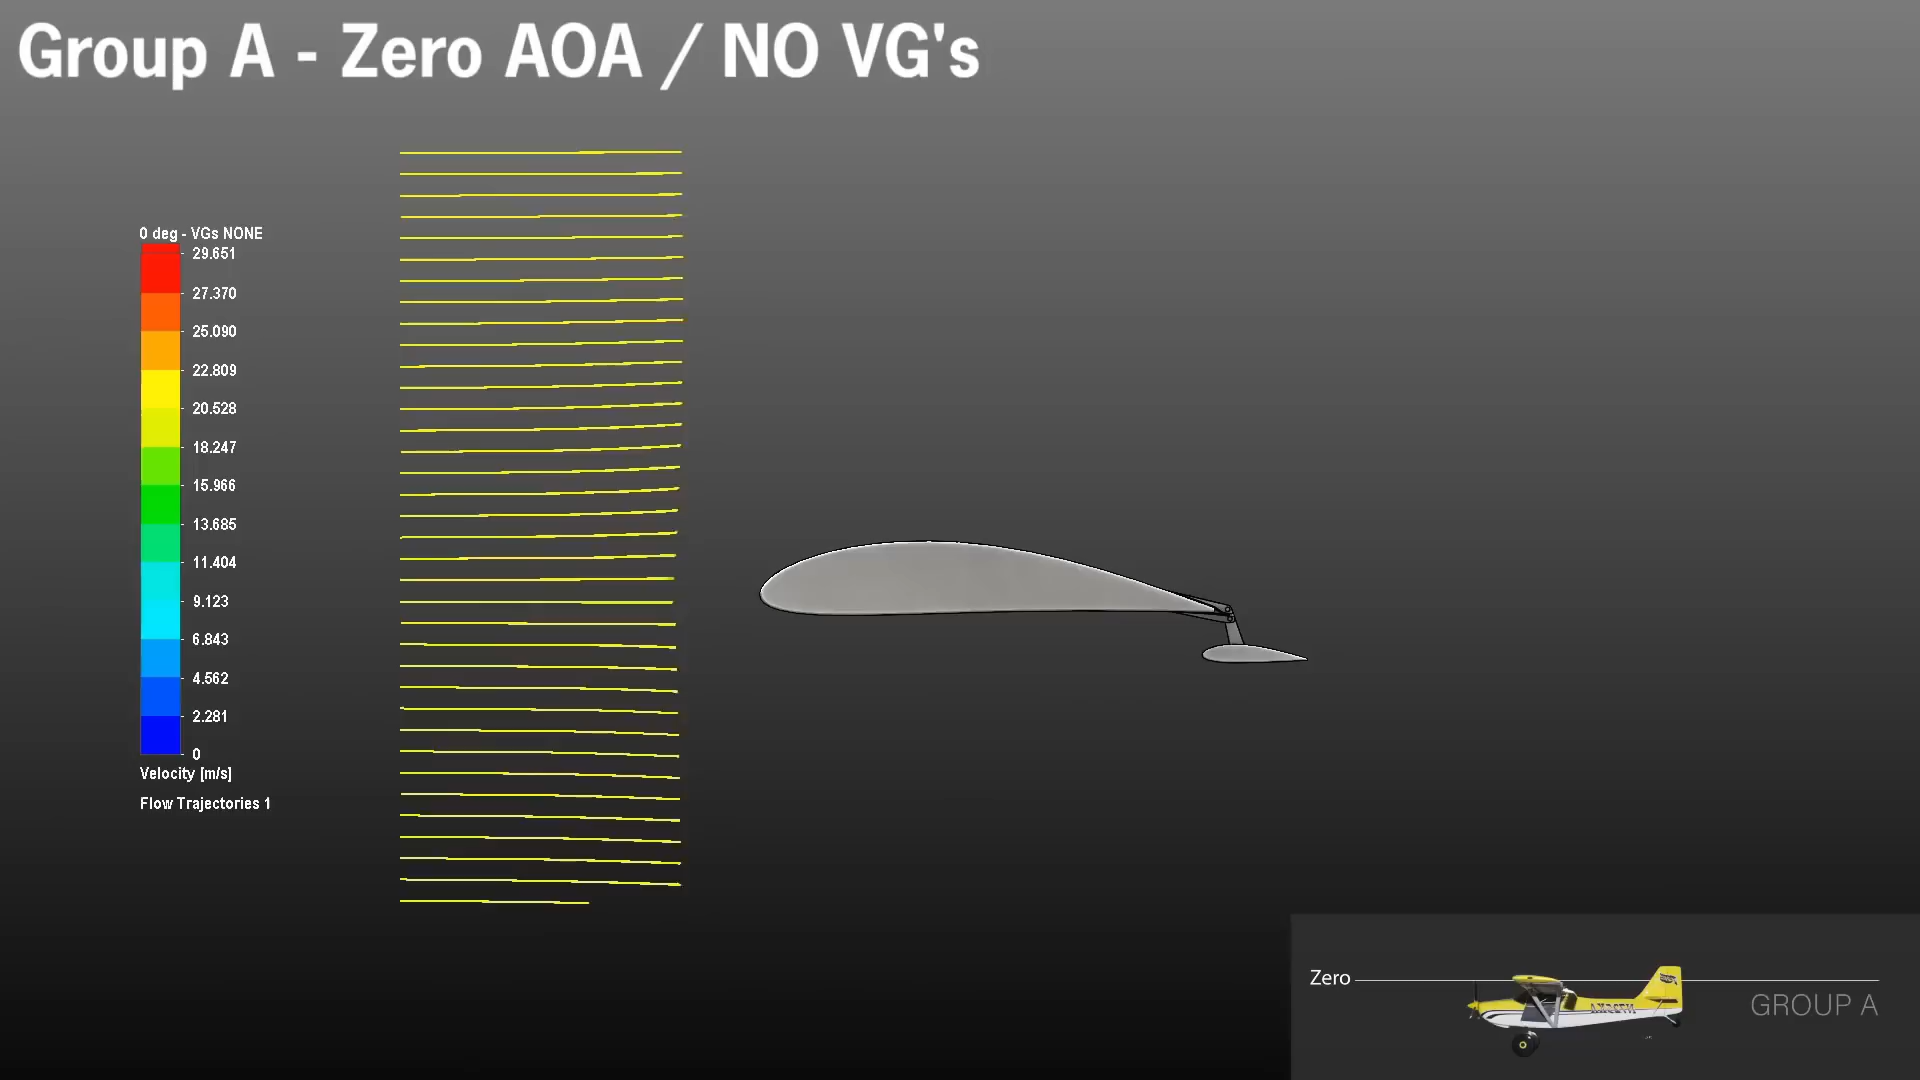 Group A - Zero AOA / NO VG's
0 deg - VGs NONE
29.651
27.370
25.090
22.809
20.528
18.247
15.966
13.685
11.404
9.123
6.843
4.562
2.281
0
Velocity [m/s]
Flow Trajectories 1
Zero
GROUP A